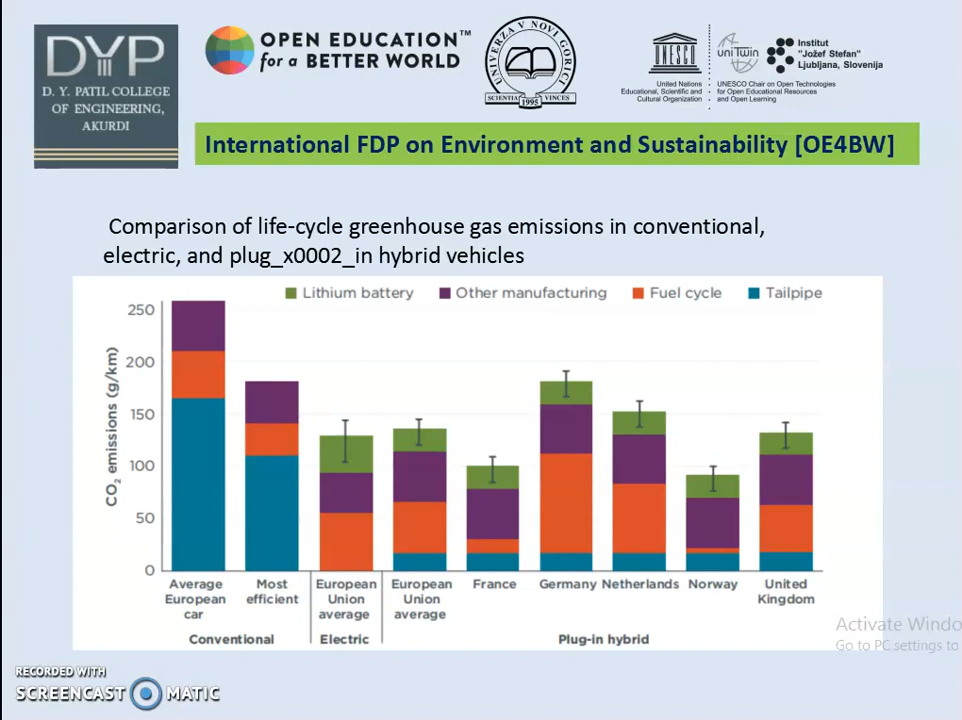 DYP
D. Y. PATIL COLLEGE
OF ENGINEERING,
AKURDI
OPEN EDUCATION™
for a BETTER WORLD
UNIVERZA V NOVI GORICI
SCIENTIA VINCES
1995
UNESCO
United Nations
Educational, Scientific and
Cultural Organization
uniTwin
Institut
"Jožef Stefan"
Ljubljana, Slovenija
UNESCO Chair on Open Technologies
for Open Educational Resources
and Open Learning
International FDP on Environment and Sustainability [OE4BW]
Comparison of life-cycle greenhouse gas emissions in conventional,
electric, and plug_x0002_in hybrid vehicles
Lithium battery Other manufacturing Fuel cycle Tailpipe
CO2 emissions (g/km)
250
200
150
100
50
0
Average European car
Most efficient
European Union average
European Union average
France
Germany
Netherlands
Norway
United Kingdom
Conventional Electric Plug-in hybrid
Activate Windo
Go to PC settings to
RECORDED WITH
SCREENCAST MATIC